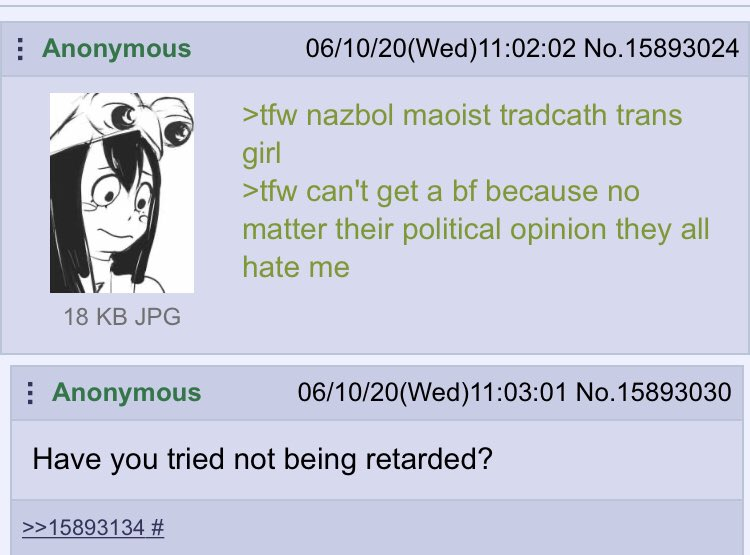 ⋮ Anonymous 06/10/20(Wed)11:02:02 No.15893024
>tfw nazbol maoist tradcath trans
girl
>tfw can't get a bf because no
matter their political opinion they all
hate me
18 KB JPG
⋮ Anonymous 06/10/20(Wed)11:03:01 No.15893030
Have you tried not being retarded?
>>15893134 #